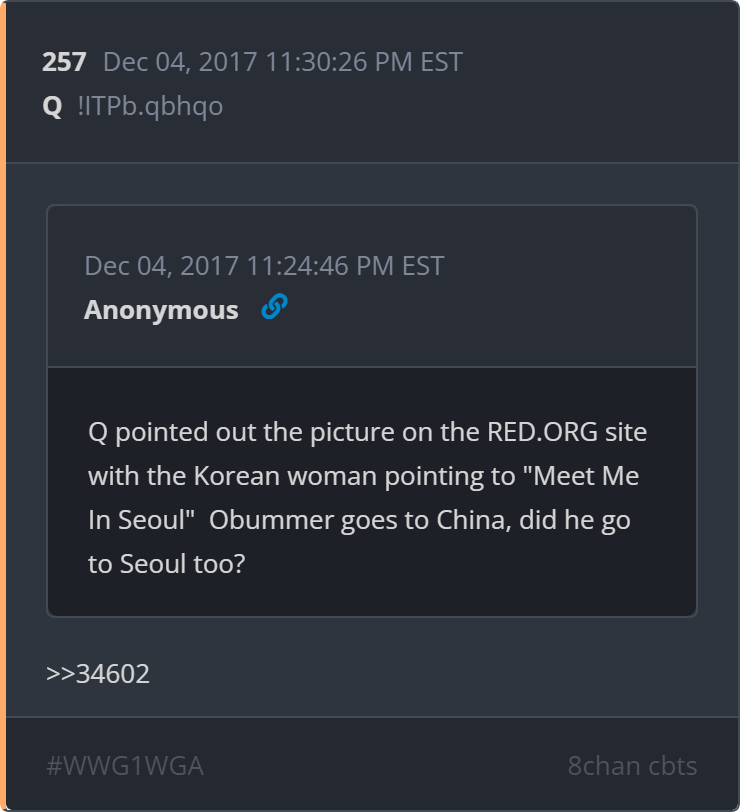 257 Dec 04, 2017 11:30:26 PM EST
Q !ITPb.qbhqo
Dec 04, 2017 11:24:46 PM EST
Anonymous
Q pointed out the picture on the RED.ORG site
with the Korean woman pointing to "Meet Me
In Seoul"  Obummer goes to China, did he go
to Seoul too?
>>34602
#WWG1WGA 8chan cbts